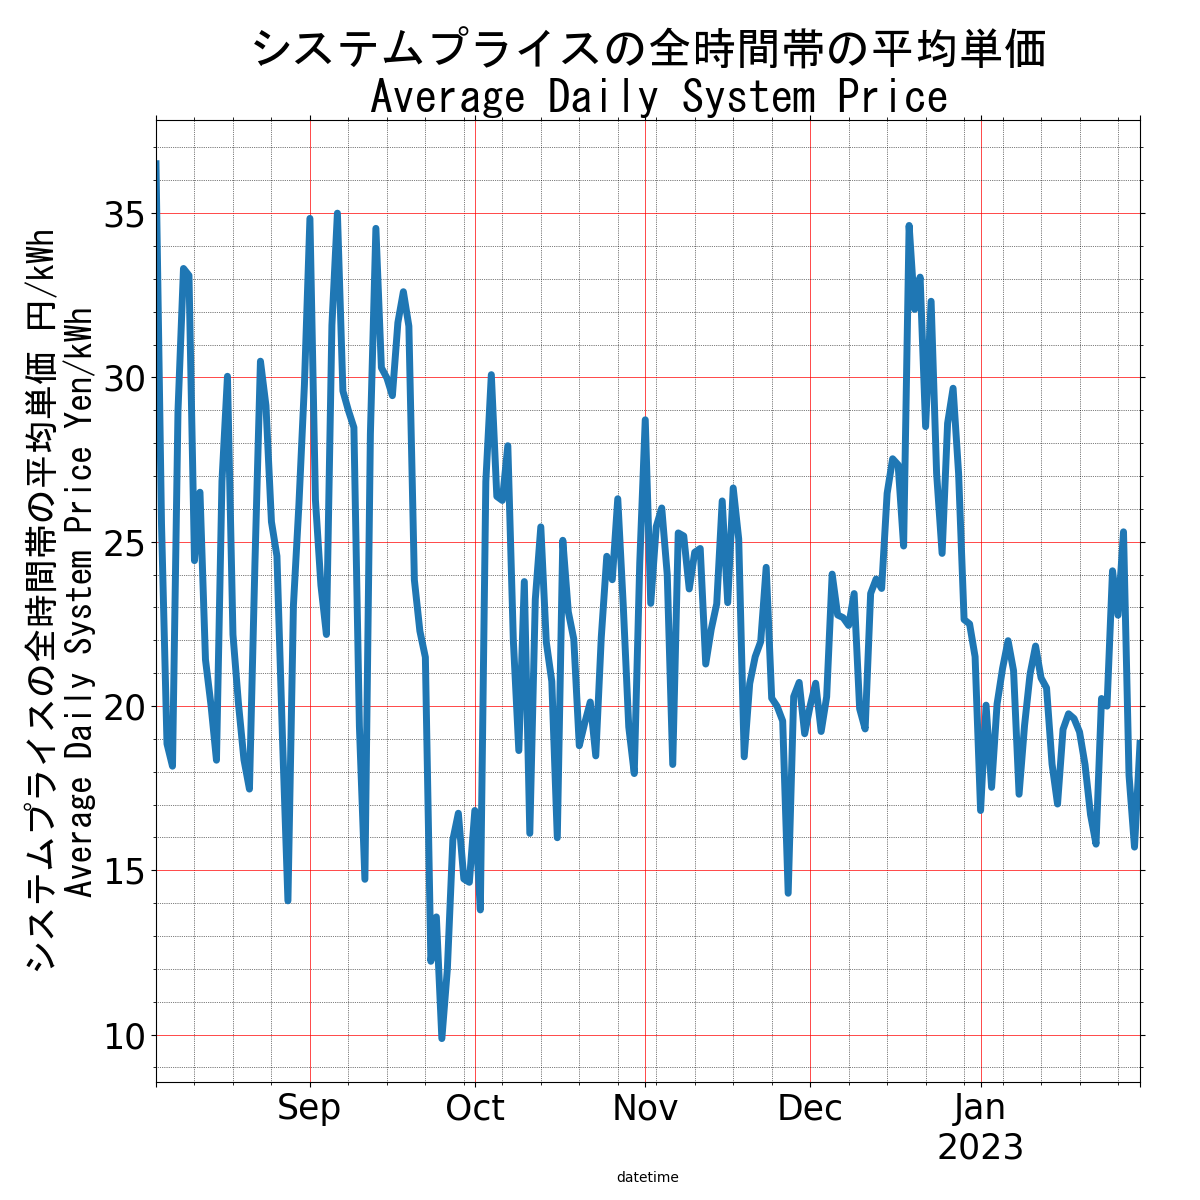 システムプライスの全時間帯の平均単価
Average Daily System Price
システムプライスの全時間帯の平均単価 円/kWh
Average Daily System Price Yen/kWh
35
30
25
20
15
10
Sep
Oct
Nov
Dec
Jan
2023
datetime